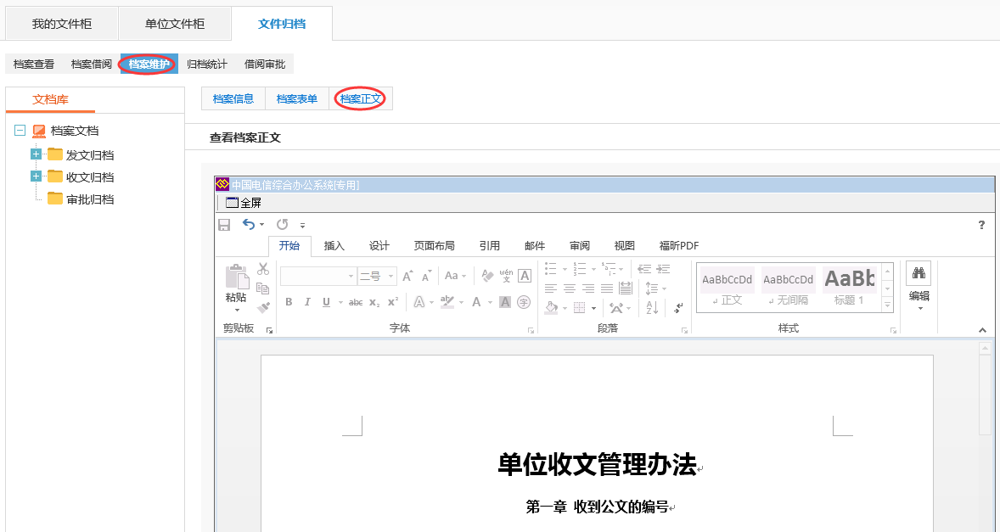 我的文件柜 单位文件柜 文件归档
档案查看 档案借阅 档案维护 归档统计 借阅审批
文档库
档案文档
发文归档
收文归档
审批归档
档案信息 档案表单 档案正文
查看档案正文
中国电信综合办公系统[专用]
全屏
?
开始 插入 设计 页面布局 引用 邮件 审阅 视图 福昕PDF
粘贴
剪贴板
二号 A A Aa wén 文 A
B I U abc x₂ x² A ab A A 字
字体
段落
AaBbCcDd AaBbCcDd AaBb
正文 无间隔 标题 1
样式
编辑
单位收文管理办法
第一章 收到公文的编号